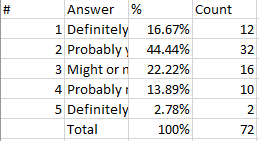 # Answer % Count
1 Definitely 16.67% 12
2 Probably 44.44% 32
3 Might or 22.22% 16
4 Probably 13.89% 10
5 Definitely 2.78% 2
Total 100% 72